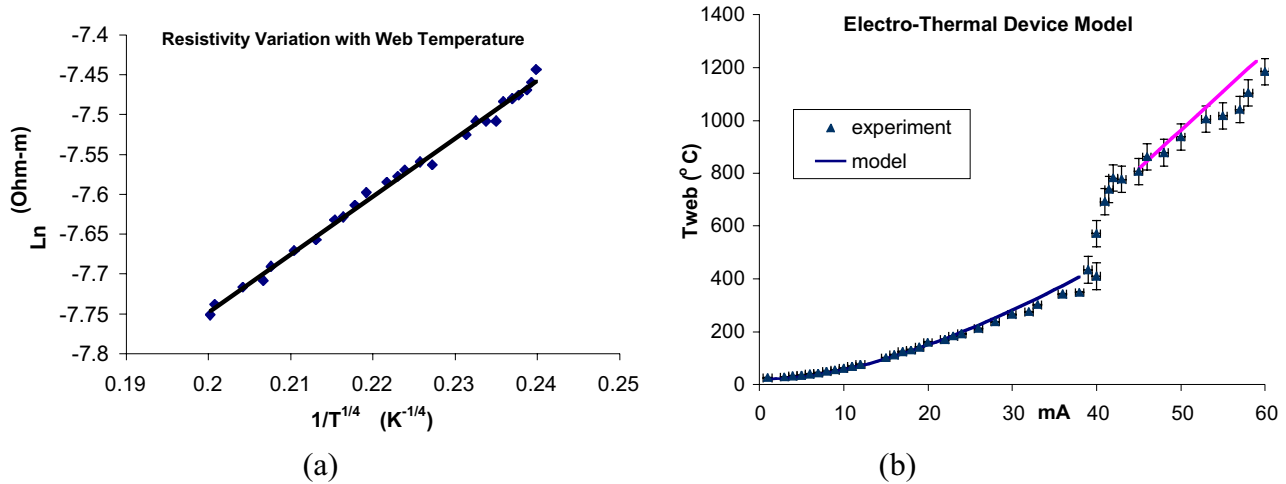 Resistivity Variation with Web Temperature
Ln (Ohm-m)
-7.4
-7.45
-7.5
-7.55
-7.6
-7.65
-7.7
-7.75
-7.8
0.19 0.2 0.21 0.22 0.23 0.24 0.25
1/T^1/4 (K^-1/4)
(a)
Electro-Thermal Device Model
Tweb (°C)
1400
1200
1000
800
600
400
200
0
experiment
model
0 10 20 30 mA 40 50 60
(b)